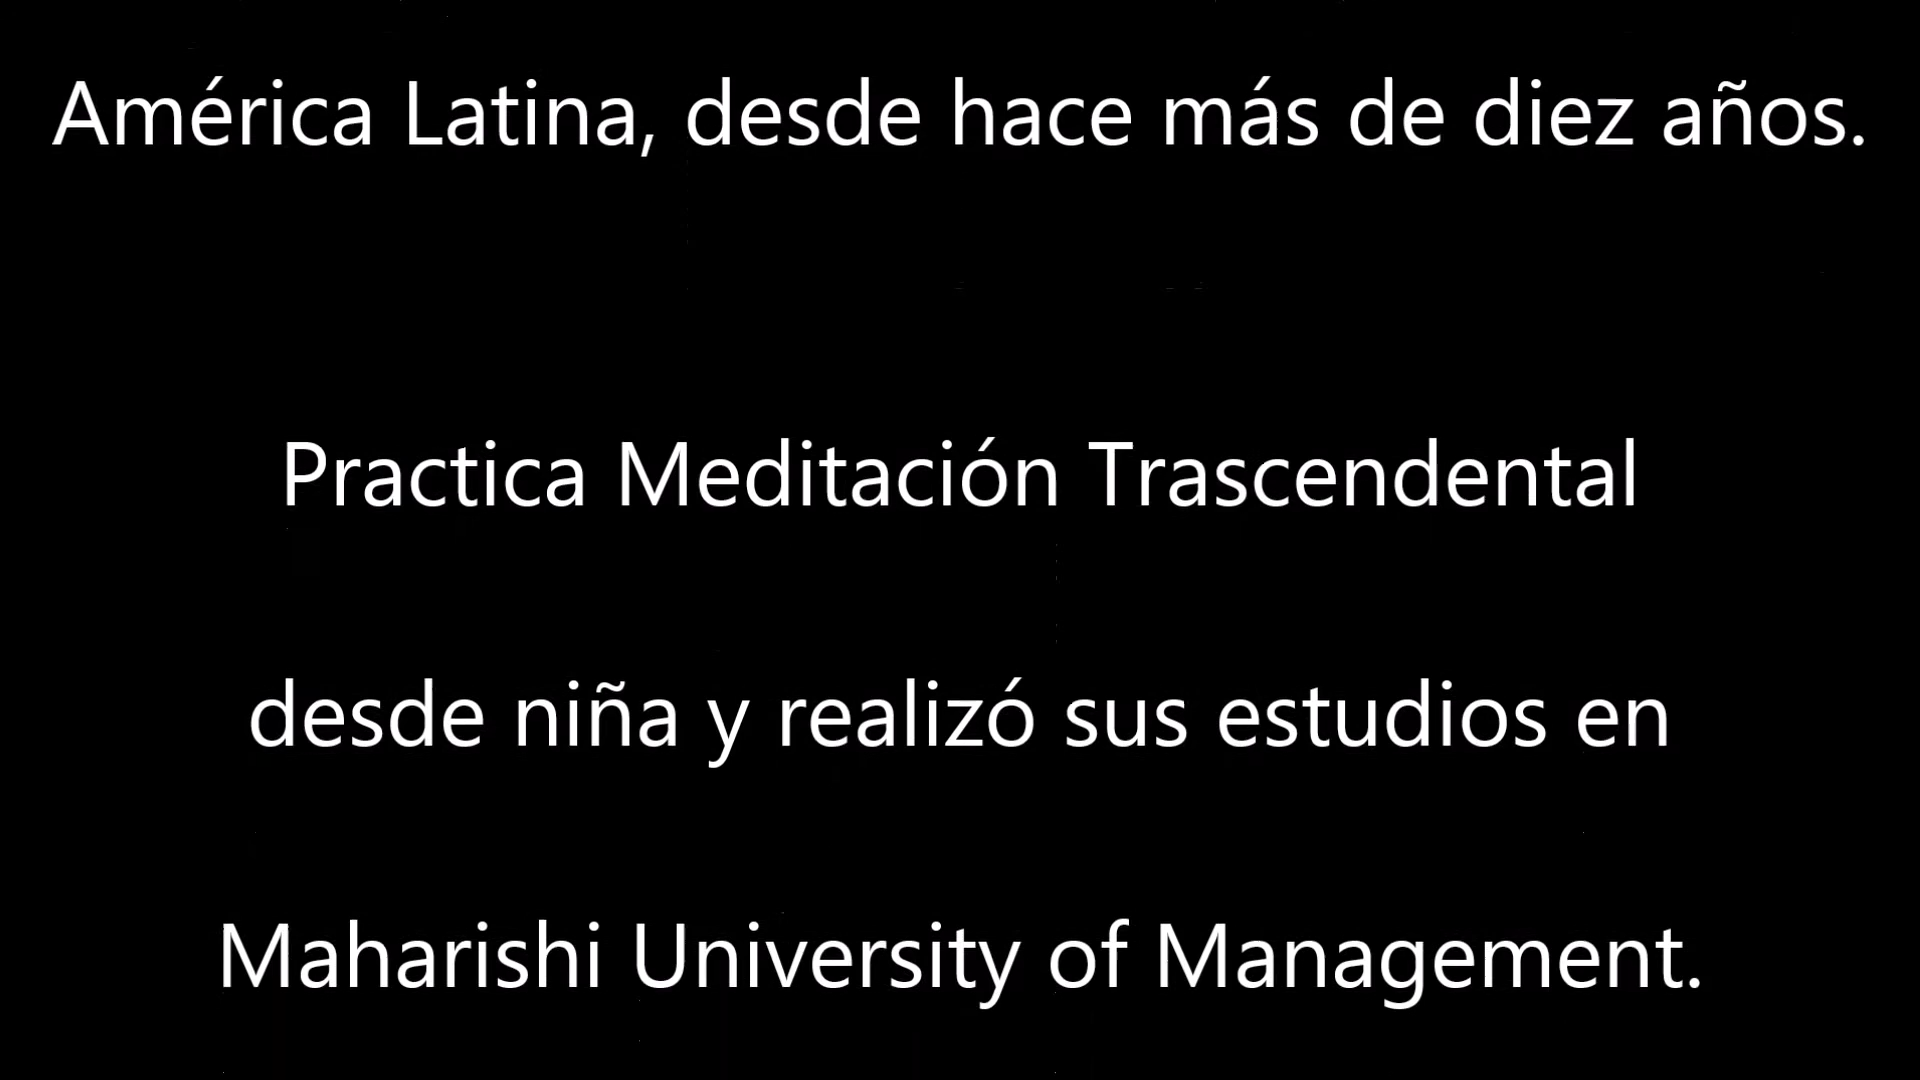 América Latina, desde hace más de diez años.
Practica Meditación Trascendental
desde niña y realizó sus estudios en
Maharishi University of Management.